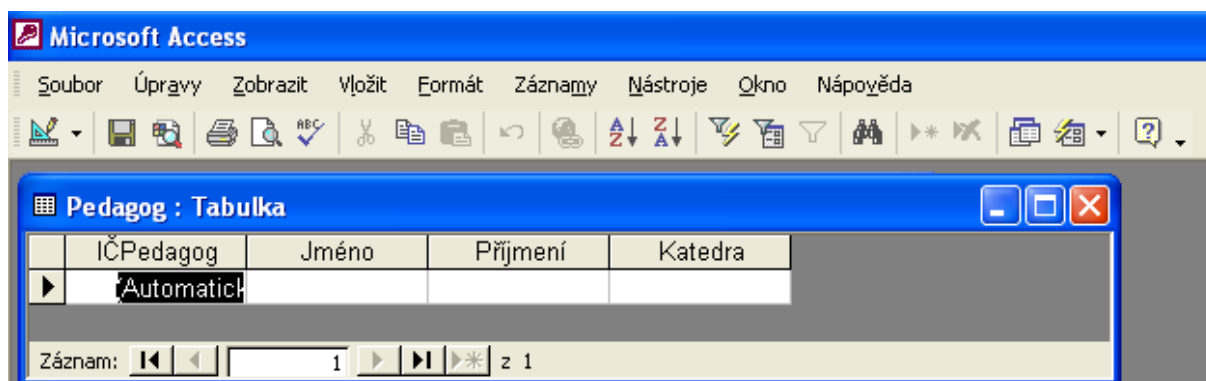 Microsoft Access
Soubor Úpravy Zobrazit Vložit Formát Záznamy Nástroje Okno Nápověda
ABC A Z Z A
Pedagog : Tabulka
IČPedagog Jméno Příjmení Katedra
(Automatick
Záznam: 1 z 1